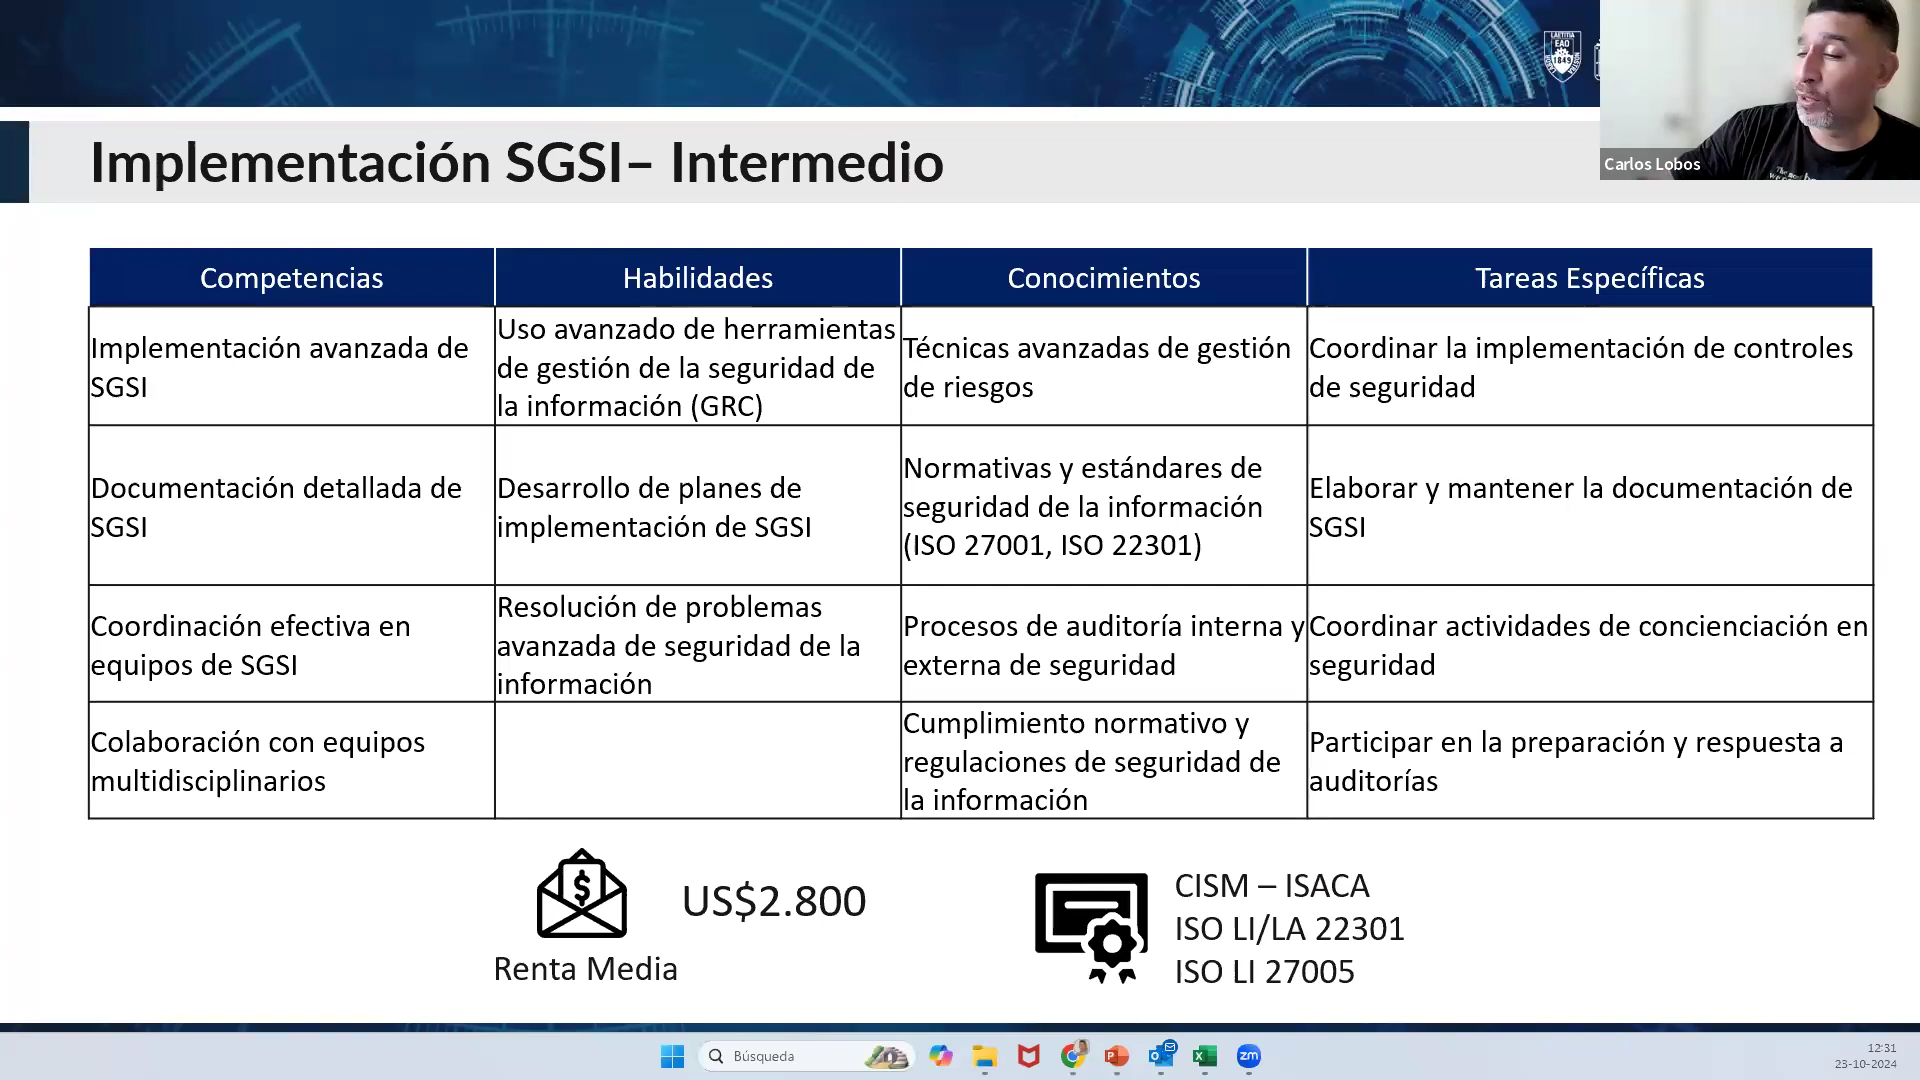 LAETITIA
EAO
1849
NOSTRA
Carlos Lobos
Implementación SGSI– Intermedio
Competencias
Habilidades
Conocimientos
Tareas Específicas
Implementación avanzada de
SGSI
Uso avanzado de herramientas
de gestión de la seguridad de
la información (GRC)
Técnicas avanzadas de gestión
de riesgos
Coordinar la implementación de controles
de seguridad
Documentación detallada de
SGSI
Desarrollo de planes de
implementación de SGSI
Normativas y estándares de
seguridad de la información
(ISO 27001, ISO 22301)
Elaborar y mantener la documentación de
SGSI
Coordinación efectiva en
equipos de SGSI
Resolución de problemas
avanzada de seguridad de la
información
Procesos de auditoría interna y
externa de seguridad
Coordinar actividades de concienciación en
seguridad
Colaboración con equipos
multidisciplinarios
Cumplimiento normativo y
regulaciones de seguridad de
la información
Participar en la preparación y respuesta a
auditorías
US$2.800
Renta Media
CISM – ISACA
ISO LI/LA 22301
ISO LI 27005
Búsqueda
zm
12:31
23-10-2024